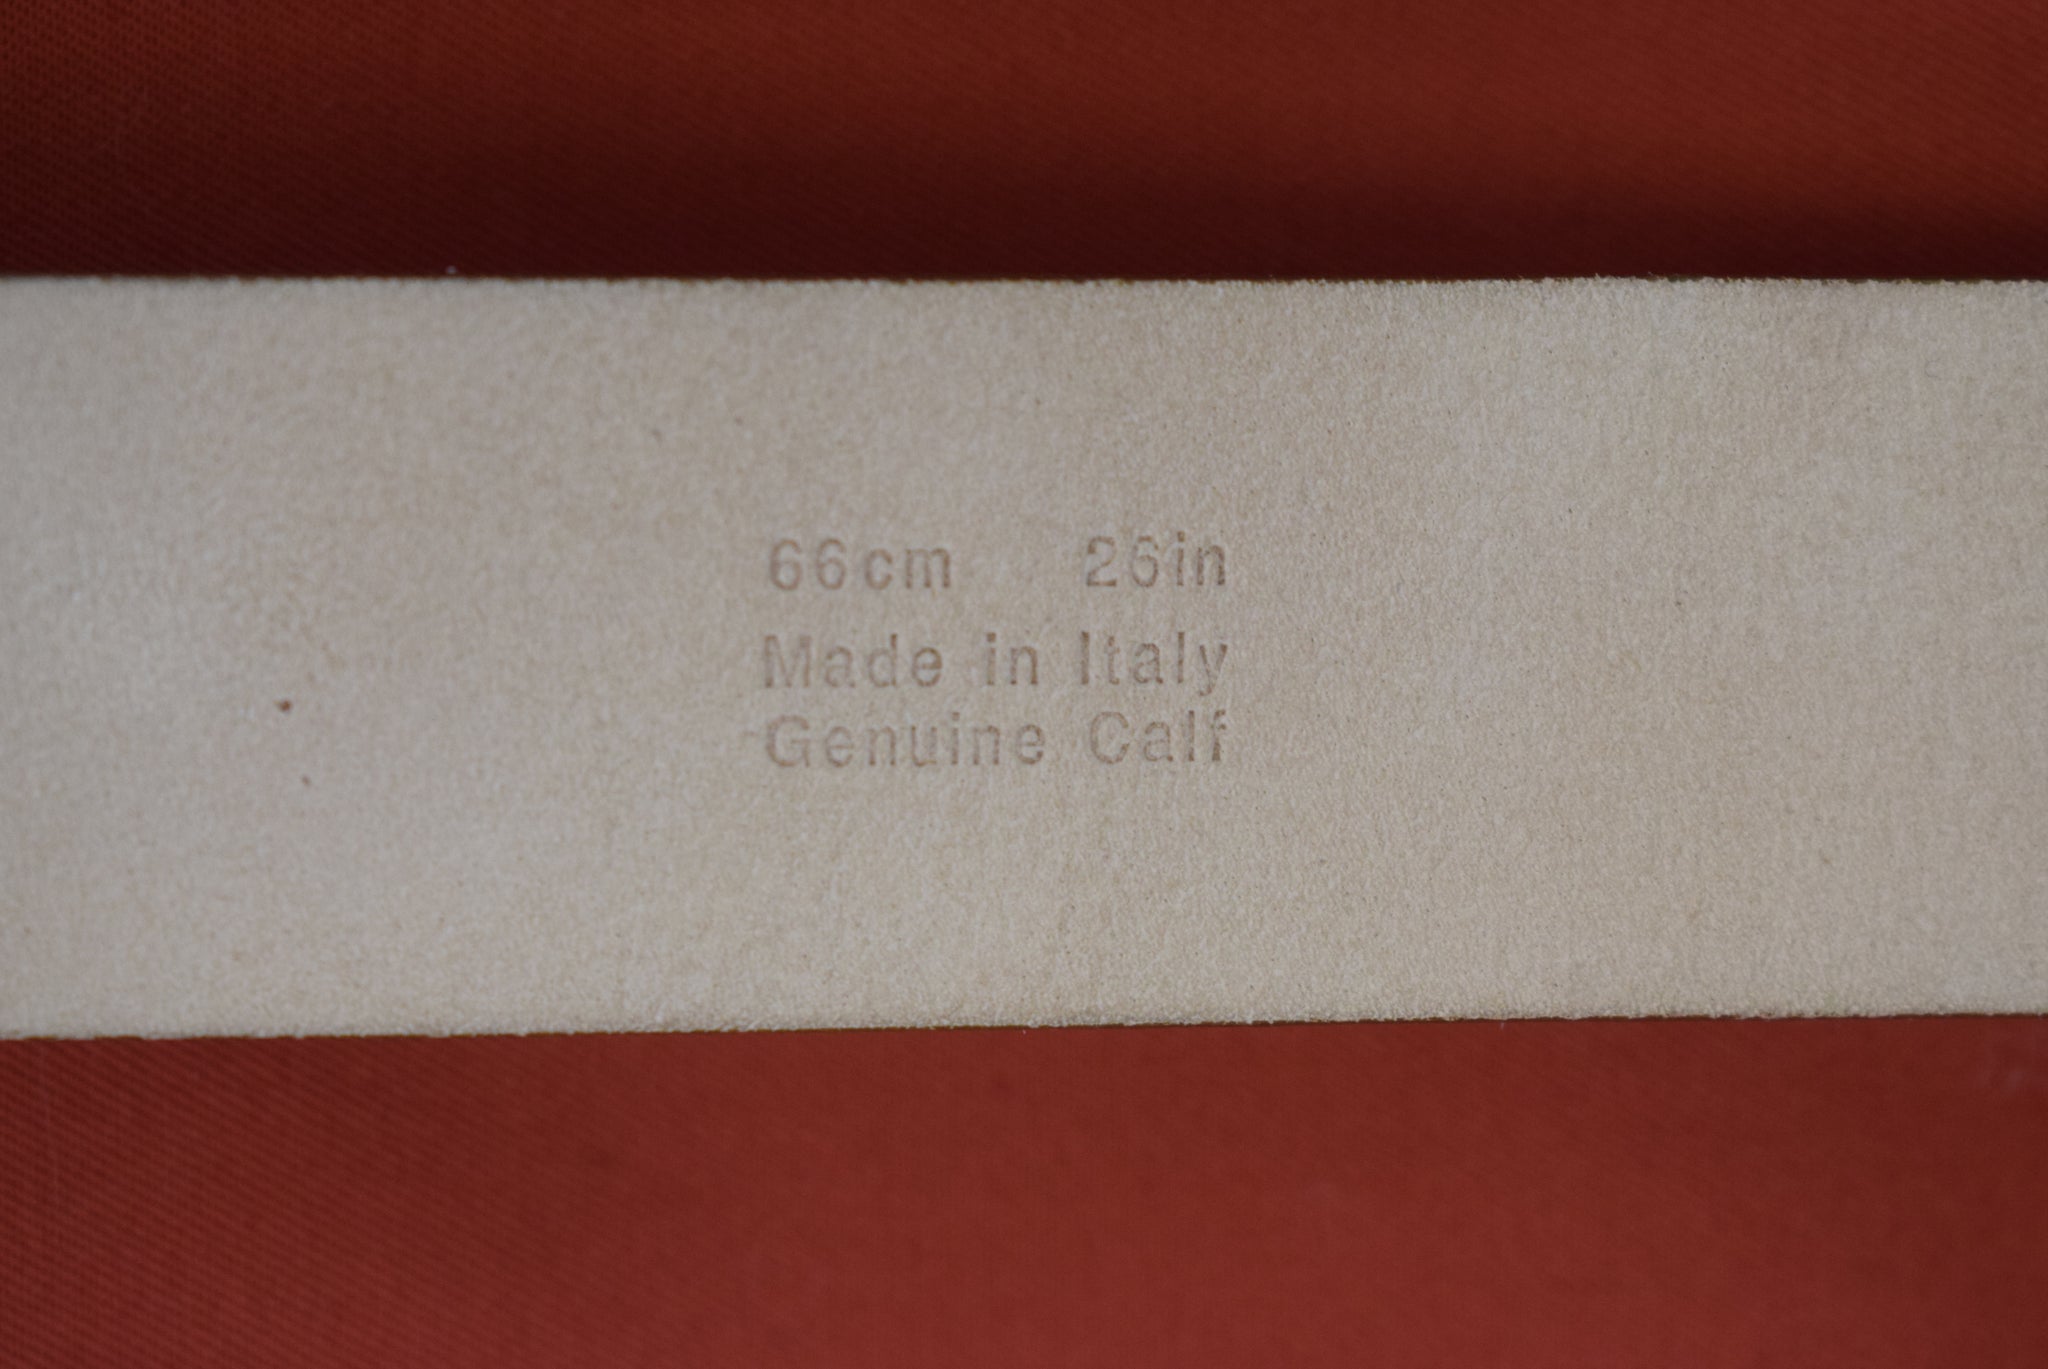 66cm 26in
Made in Italy
Genuine Calf